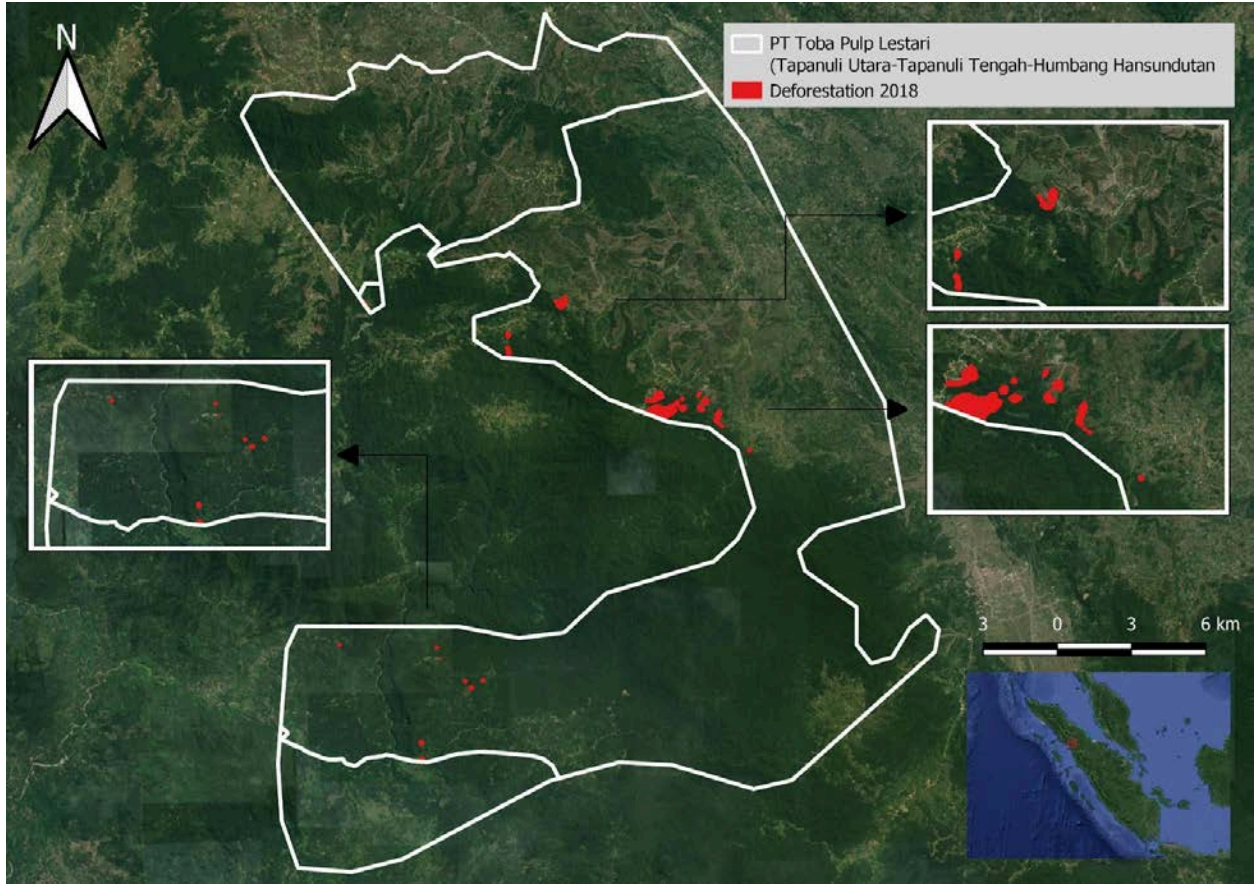 N
PT Toba Pulp Lestari
(Tapanuli Utara-Tapanuli Tengah-Humbang Hansundutan
Deforestation 2018
3 0 3 6 km